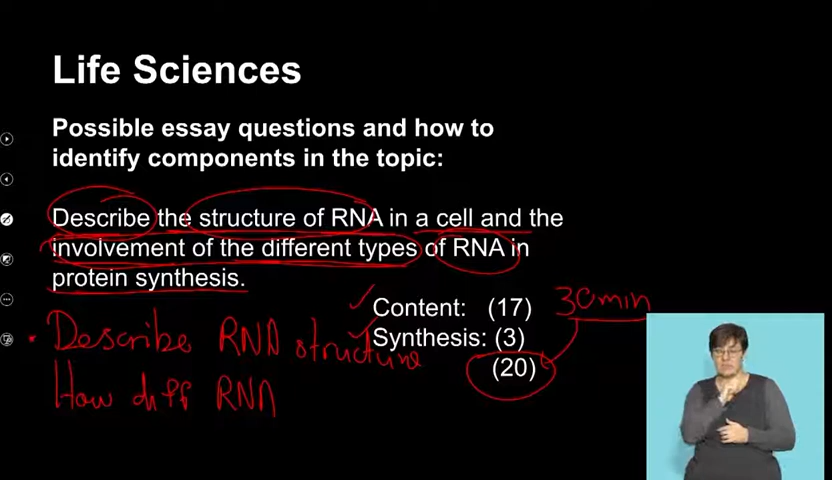 Life Sciences
Possible essay questions and how to
identify components in the topic:
Describe the structure of RNA in a cell and the
involvement of the different types of RNA in
protein synthesis.
Content: (17) 30min
Synthesis: (3)
(20)
Describe RNA structure
How diff RNA